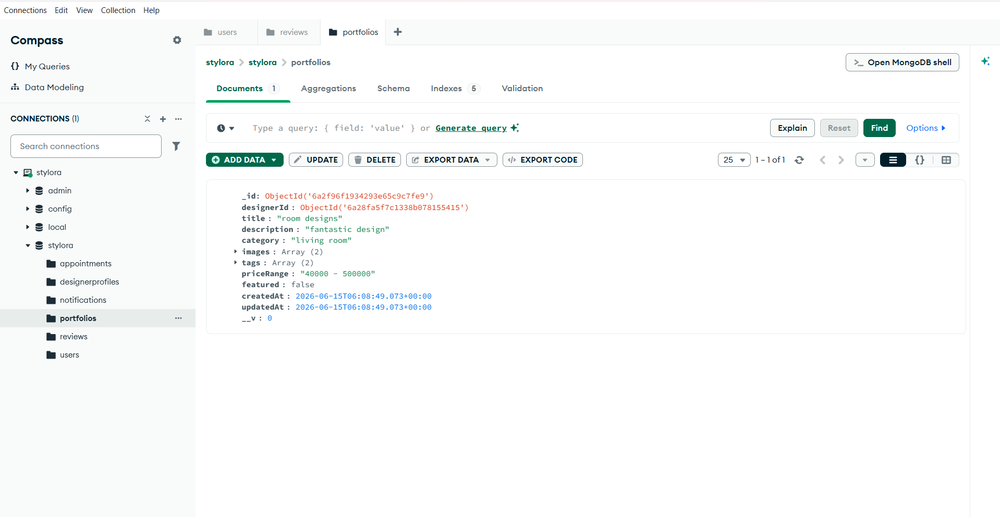 Connections Edit View Collection Help
Compass
My Queries
Data Modeling
CONNECTIONS (1)
Search connections
stylora
admin
config
local
stylora
appointments
designerprofiles
notifications
portfolios
reviews
users
users reviews portfolios
stylora > stylora > portfolios
>_ Open MongoDB shell
Documents 1 Aggregations Schema Indexes 5 Validation
Type a query: { field: 'value' } or Generate query
Explain Reset Find Options
ADD DATA UPDATE DELETE EXPORT DATA EXPORT CODE
25 1 – 1 of 1
_id: ObjectId('6a2f96f1934293e65c9c7fe9')
designerId : ObjectId('6a28fa5f7c1338b078155415')
title : "room designs"
description : "fantastic design"
category : "living room"
images : Array (2)
tags : Array (2)
priceRange : "40000 - 500000"
featured : false
createdAt : 2026-06-15T06:08:49.073+00:00
updatedAt : 2026-06-15T06:08:49.073+00:00
__v : 0